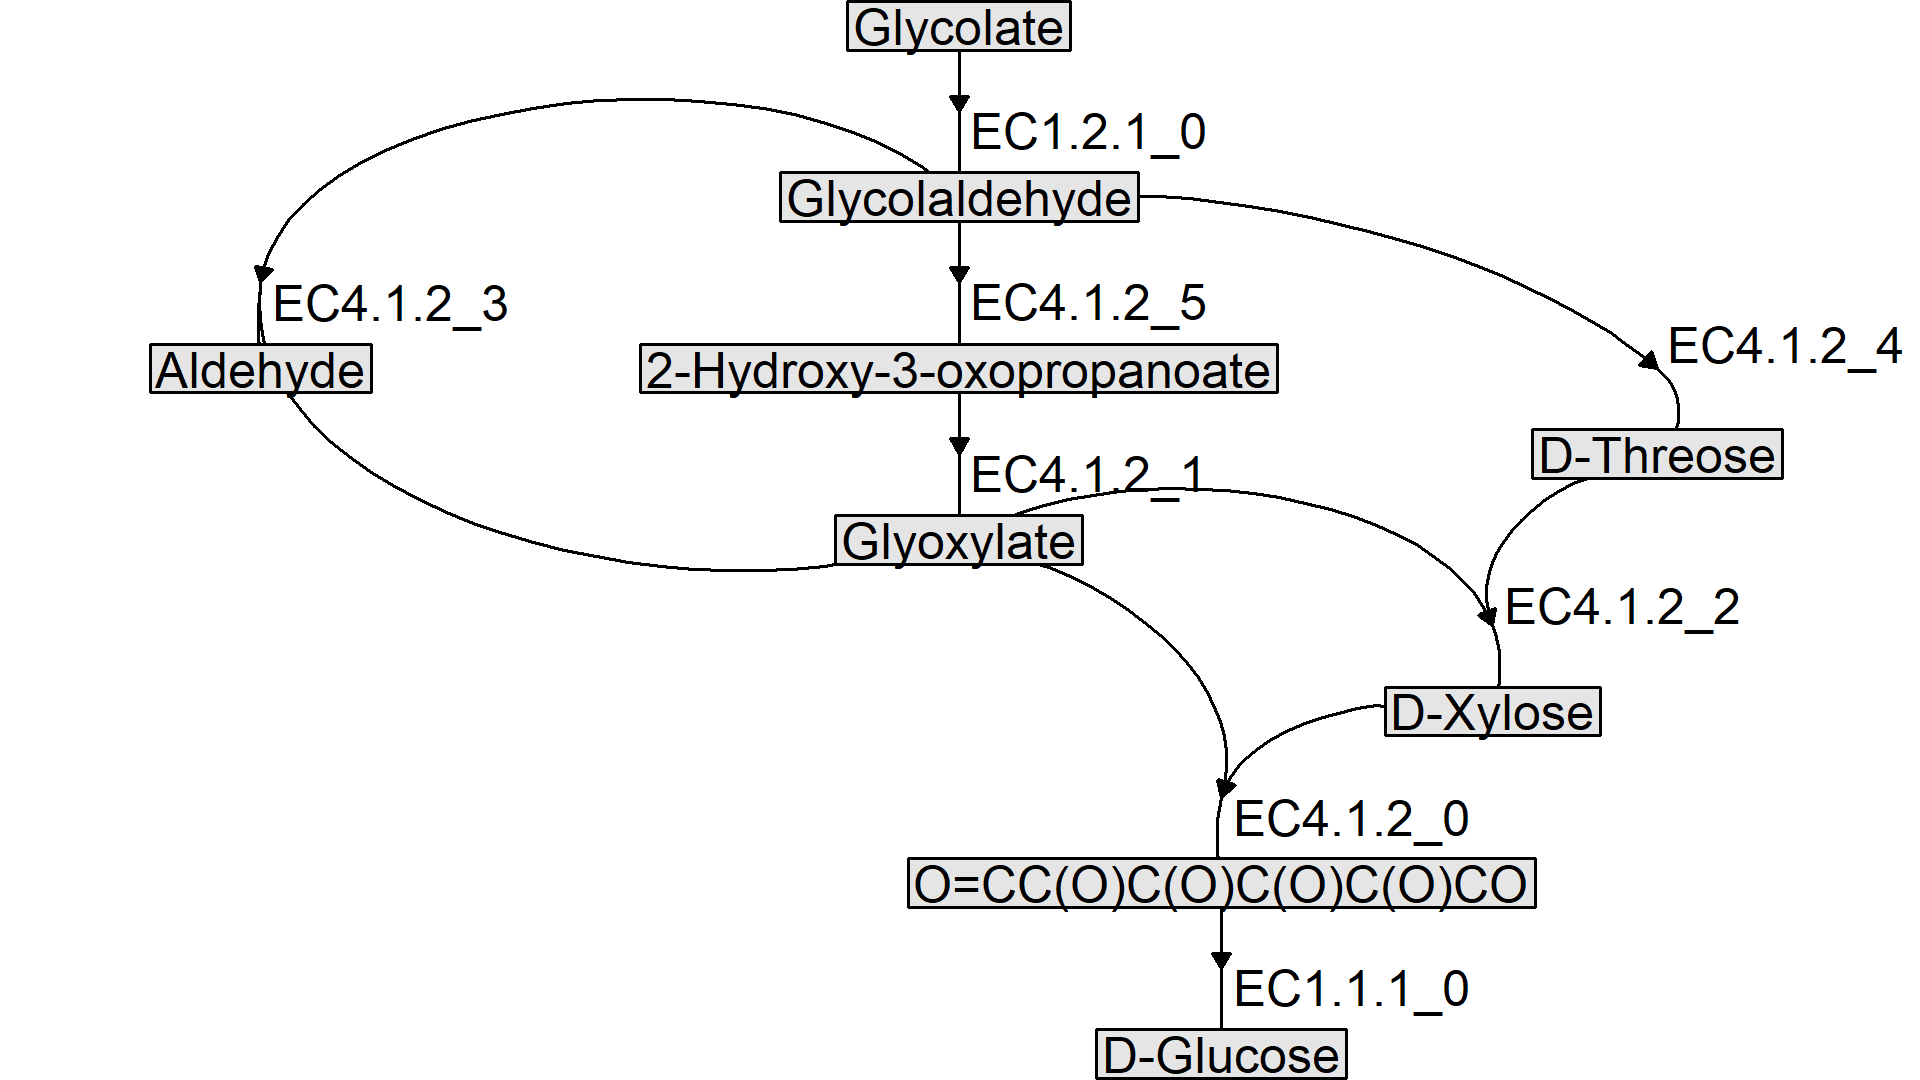 Glycolate
EC1.2.1_0
Glycolaldehyde
EC4.1.2_3
EC4.1.2_5
EC4.1.2_4
Aldehyde
2-Hydroxy-3-oxopropanoate
D-Threose
EC4.1.2_1
Glyoxylate
EC4.1.2_2
D-Xylose
EC4.1.2_0
O=CC(O)C(O)C(O)C(O)CO
EC1.1.1_0
D-Glucose